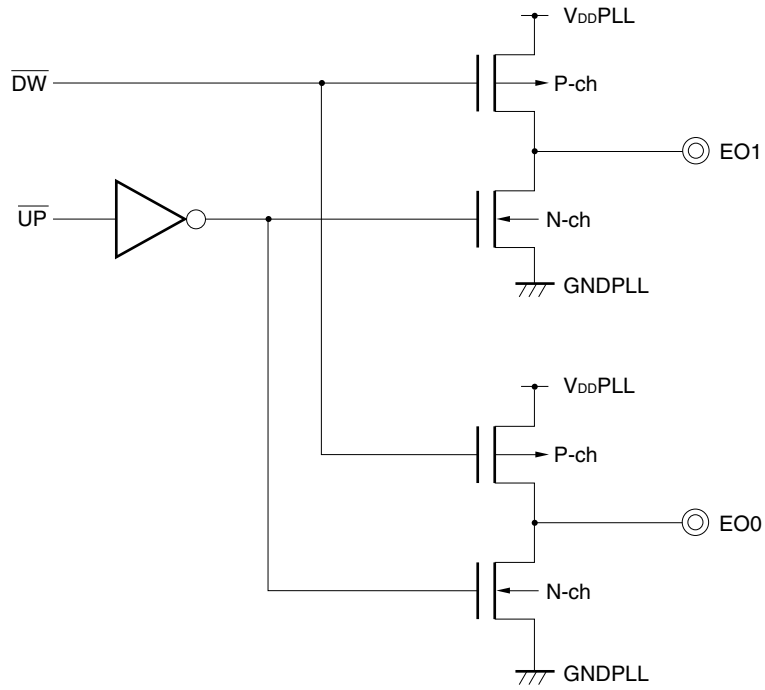 VDDPLL
DW
P-ch
EO1
UP
N-ch
GNDPLL
VDDPLL
P-ch
EO0
N-ch
GNDPLL